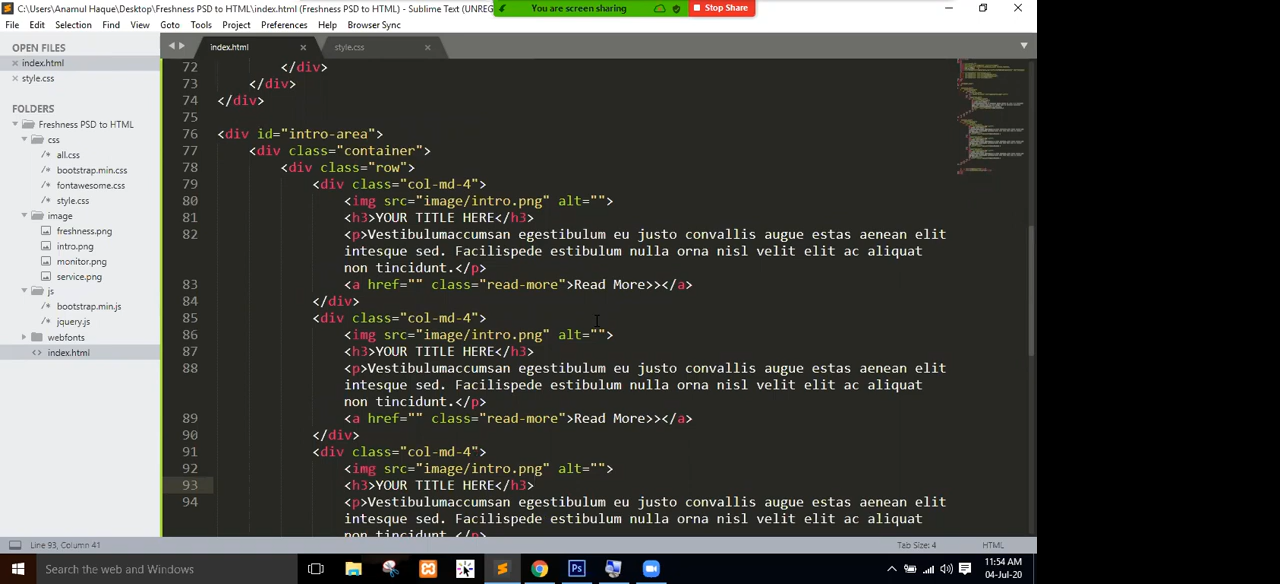 C:\Users\Anamul Haque\Desktop\Freshness PSD to HTML\index.html (Freshness PSD to HTML) - Sublime Text (UNREG
You are screen sharing
Stop Share
File Edit Selection Find View Goto Tools Project Preferences Help Browser Sync
OPEN FILES
× index.html
× style.css
FOLDERS
Freshness PSD to HTML
css
/* all.css
/* bootstrap.min.css
/* fontawesome.css
/* style.css
image
freshness.png
intro.png
monitor.png
service.png
js
/* bootstrap.min.js
/* jquery.js
webfonts
<> index.html
index.html ×
style.css ×
72 </div>
73 </div>
74 </div>
75
76 <div id="intro-area">
77 <div class="container">
78 <div class="row">
79 <div class="col-md-4">
80 <img src="image/intro.png" alt="">
81 <h3>YOUR TITLE HERE</h3>
82 <p>Vestibulumaccumsan egestibulum eu justo convallis augue estas aenean elit
intesque sed. Facilispede estibulum nulla orna nisl velit elit ac aliquat
non tincidunt.</p>
83 <a href="" class="read-more">Read More>></a>
84 </div>
85 <div class="col-md-4">
86 <img src="image/intro.png" alt="">
87 <h3>YOUR TITLE HERE</h3>
88 <p>Vestibulumaccumsan egestibulum eu justo convallis augue estas aenean elit
intesque sed. Facilispede estibulum nulla orna nisl velit elit ac aliquat
non tincidunt.</p>
89 <a href="" class="read-more">Read More>></a>
90 </div>
91 <div class="col-md-4">
92 <img src="image/intro.png" alt="">
93 <h3>YOUR TITLE HERE</h3>
94 <p>Vestibulumaccumsan egestibulum eu justo convallis augue estas aenean elit
intesque sed. Facilispede estibulum nulla orna nisl velit elit ac aliquat
non tincidunt.</p>
Line 93, Column 41
Tab Size: 4
HTML
Search the web and Windows
11:54 AM
04-Jul-20